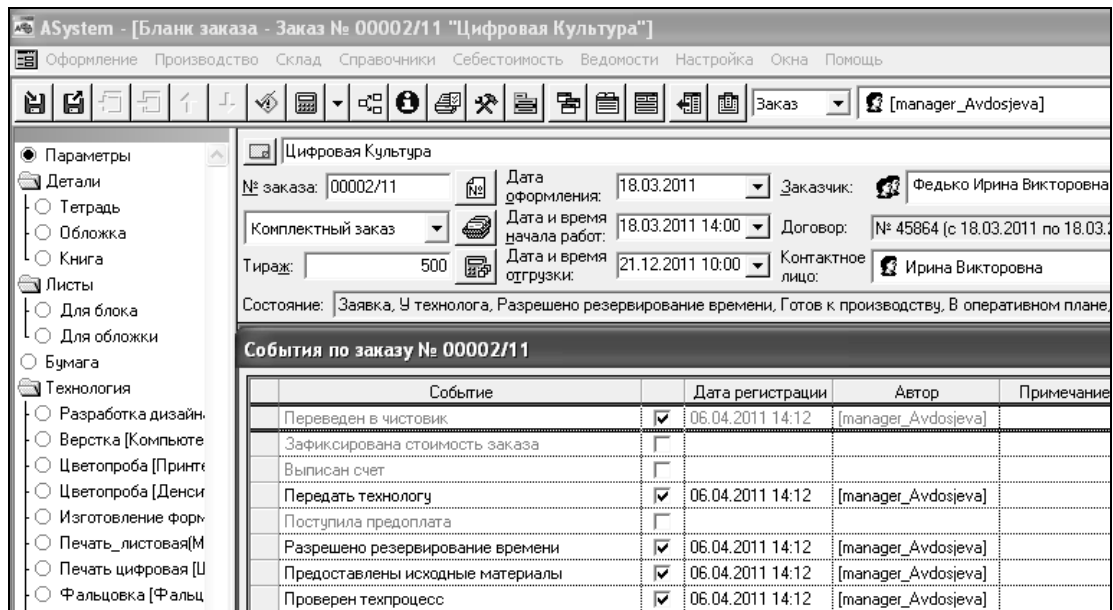 ASystem - [Бланк заказа - Заказ № 00002/11 "Цифровая Культура"]
Оформление Производство Склад Справочники Себестоимость Ведомости Настройка Окна Помощь
Заказ [manager_Avdosjeva]
Параметры
Детали
Тетрадь
Обложка
Книга
Листы
Для блока
Для обложки
Бумага
Технология
Разработка дизайн
Верстка [Компьюте
Цветопроба [Принте
Цветопроба [Денси
Изготовление форм
Печать_листовая(М
Печать цифровая [Ц
Фальцовка [Фальц
Цифровая Культура
№ заказа: 00002/11 № Дата оформления: 18.03.2011 Заказчик: Федько Ирина Викторовна
Комплектный заказ Дата и время начала работ: 18.03.2011 14:00 Договор: № 45864 (с 18.03.2011 по 18.03.
Тираж: 500 Дата и время отгрузки: 21.12.2011 10:00 Контактное лицо: Ирина Викторовна
Состояние: Заявка, У технолога, Разрешено резервирование времени, Готов к производству, В оперативном плане
События по заказу № 00002/11
Событие Дата регистрации Автор Примечание
Переведен в чистовик 06.04.2011 14:12 [manager_Avdosjeva]
Зафиксирована стоимость заказа
Выписан счет
Передать технологу 06.04.2011 14:12 [manager_Avdosjeva]
Поступила предоплата
Разрешено резервирование времени 06.04.2011 14:12 [manager_Avdosjeva]
Предоставлены исходные материалы 06.04.2011 14:12 [manager_Avdosjeva]
Проверен техпроцесс 06.04.2011 14:12 [manager_Avdosjeva]